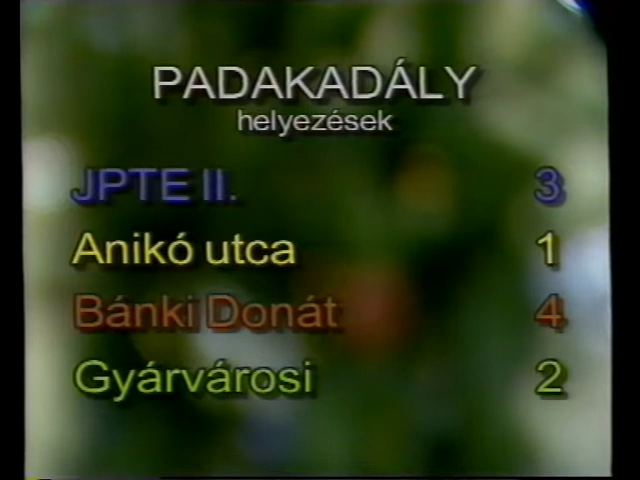 PADAKADÁLY
helyezések
JPTE II. 3
Anikó utca 1
Bánki Donát 4
Gyárvárosi 2